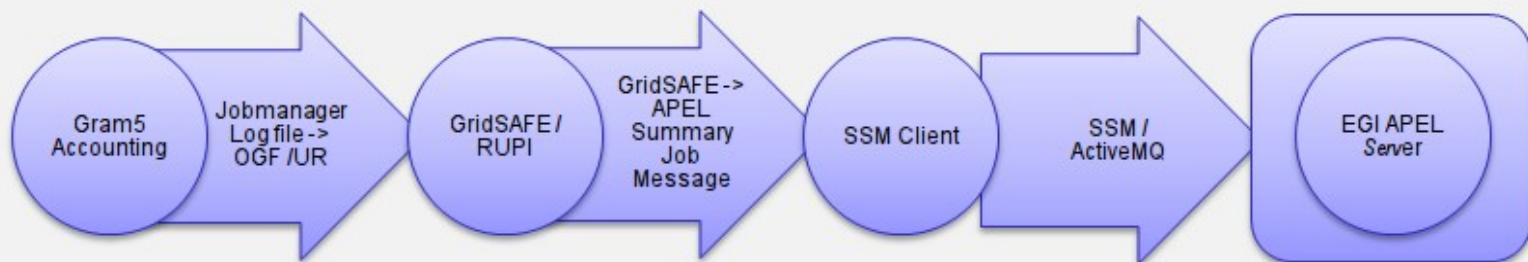 Gram5
Accounting
Jobmanager
Log file ->
OGF /UR
GridSAFE /
RUPI
GridSAFE ->
APEL
Summary
Job
Message
SSM Client
SSM /
ActiveMQ
EGI APEL
Server